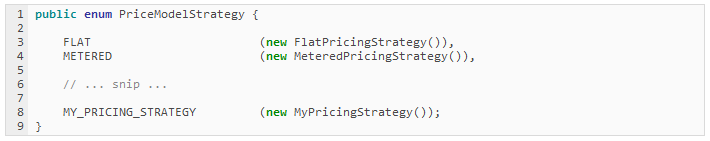 1 public enum PriceModelStrategy {
2
3     FLAT                         (new FlatPricingStrategy()),
4     METERED                      (new MeteredPricingStrategy()),
5
6     // ... snip ...
7
8     MY_PRICING_STRATEGY          (new MyPricingStrategy());
9 }